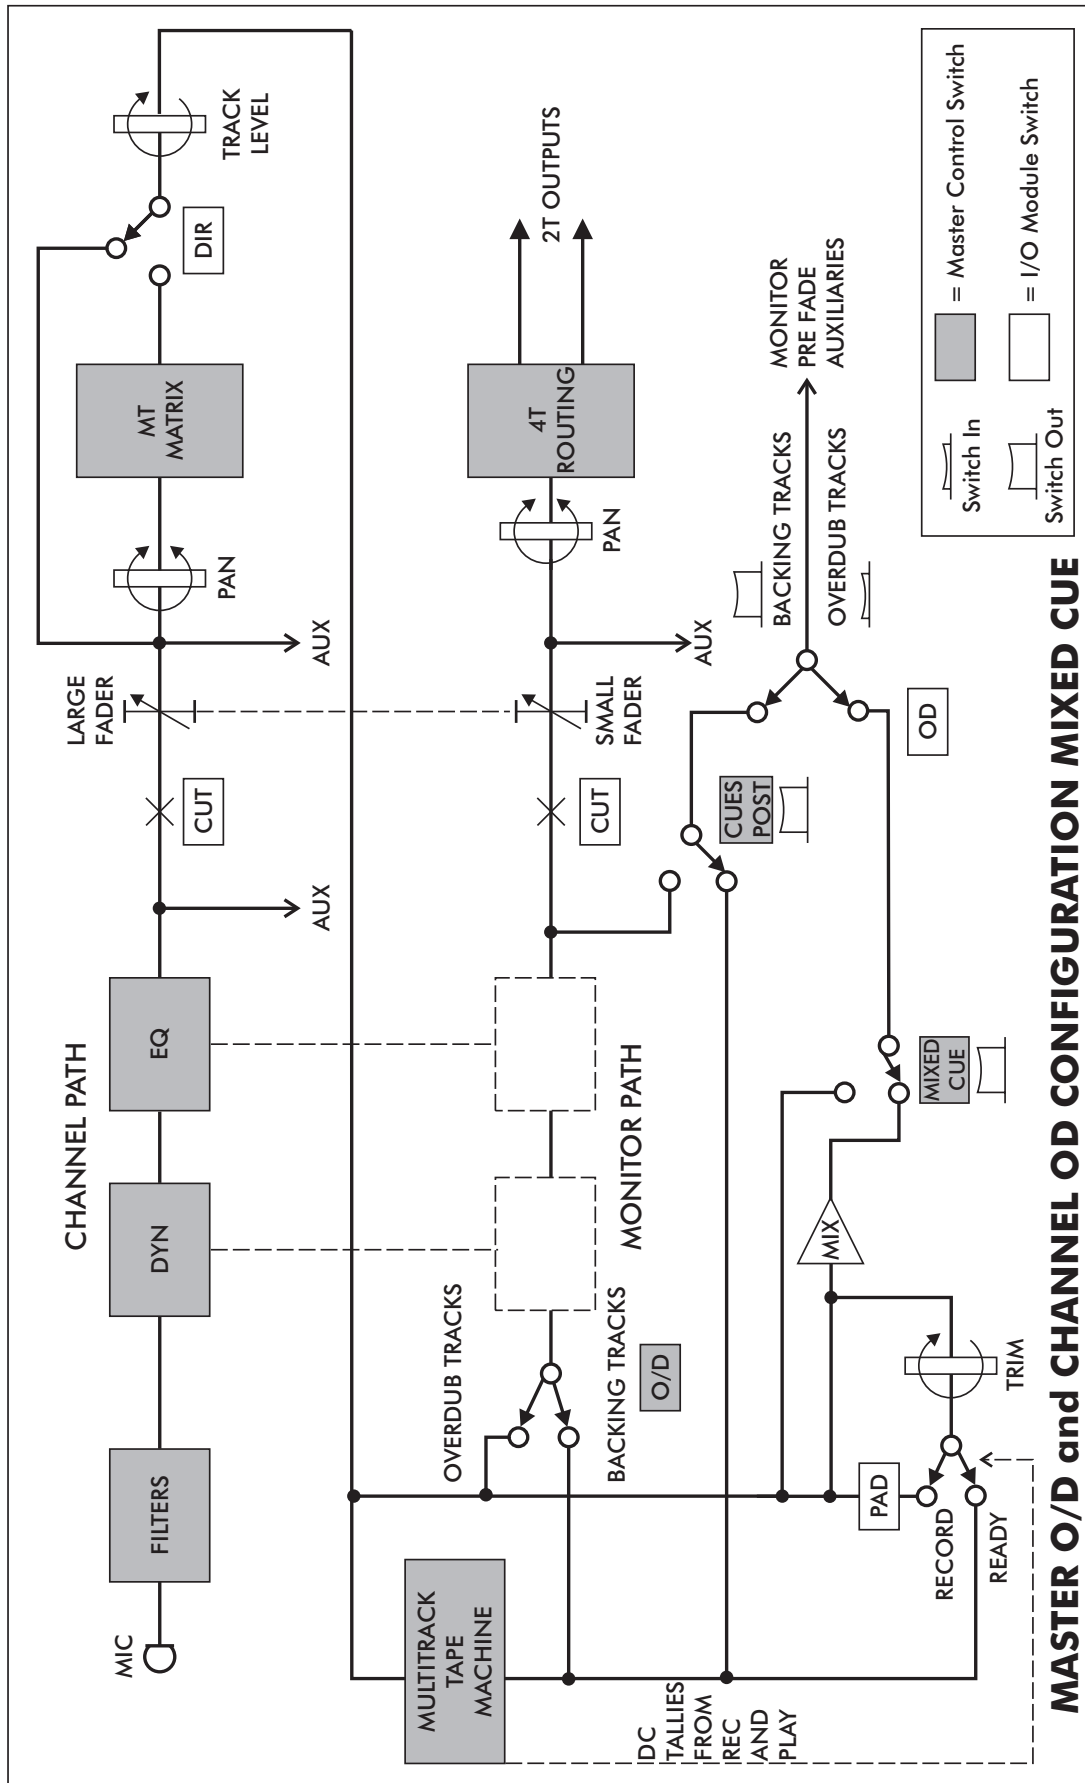 CHANNEL PATH
MIC
FILTERS
DYN
EQ
AUX
CUT
LARGE
FADER
AUX
PAN
MT
MATRIX
DIR
TRACK
LEVEL
OVERDUB TRACKS
BACKING TRACKS
O/D
MONITOR PATH
CUT
SMALL
FADER
AUX
PAN
4T
ROUTING
2T OUTPUTS
MULTITRACK
TAPE
MACHINE
DC
TALLIES
FROM
REC
AND
PLAY
PAD
RECORD
READY
TRIM
MIX
MIXED
CUE
CUES
POST
OD
BACKING TRACKS
OVERDUB TRACKS
MONITOR
PRE FADE
AUXILIARIES
Switch In
= Master Control Switch
Switch Out
= I/O Module Switch
MASTER O/D and CHANNEL OD CONFIGURATION MIXED CUE